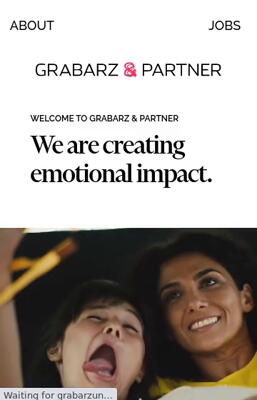 ABOUT JOBS
GRABARZ & PARTNER
WELCOME TO GRABARZ & PARTNER
We are creating
emotional impact.
Waiting for grabarzun...